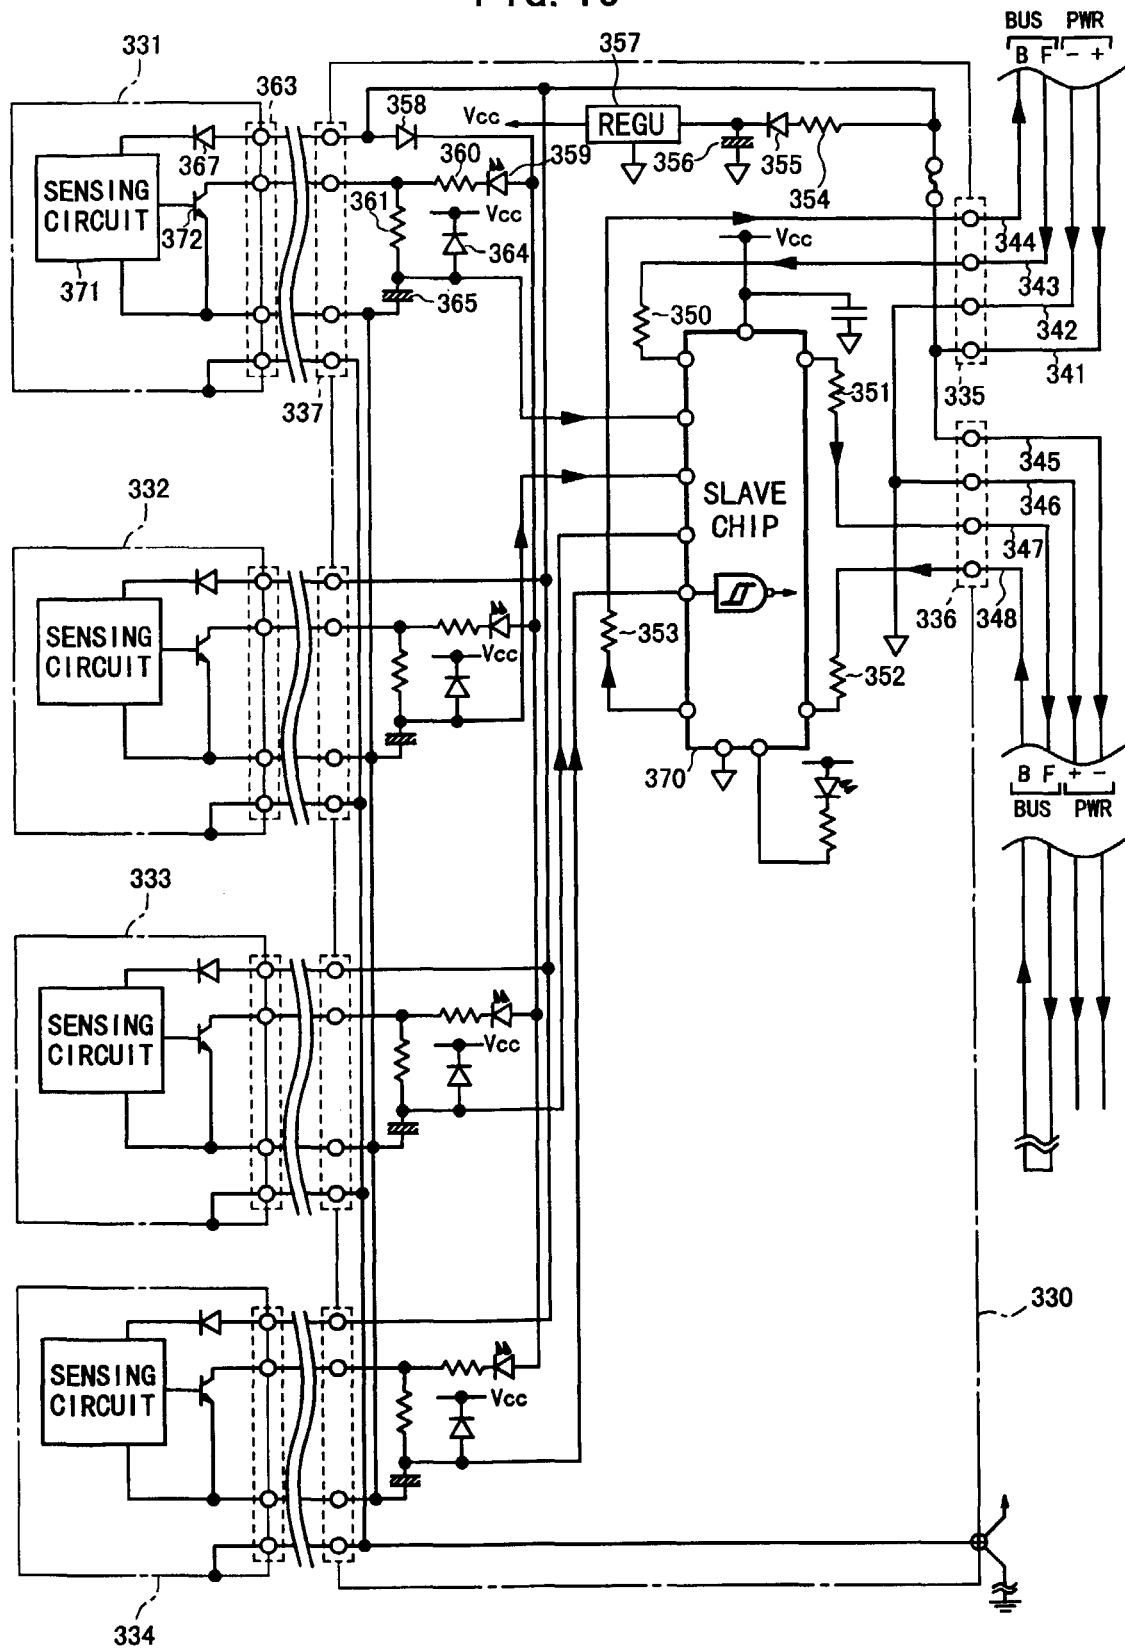 BUS PWR
B F - +
331
363
357
358
Vcc
REGU
367
360
359
356
355
354
SENSING
CIRCUIT
361
Vcc
372
364
Vcc
344
371
365
343
350
342
341
337
351
335
345
332
SLAVE
CHIP
346
347
336
348
SENSING
CIRCUIT
Vcc
353
352
370
B F + -
BUS PWR
333
SENSING
CIRCUIT
Vcc
330
SENSING
CIRCUIT
Vcc
334